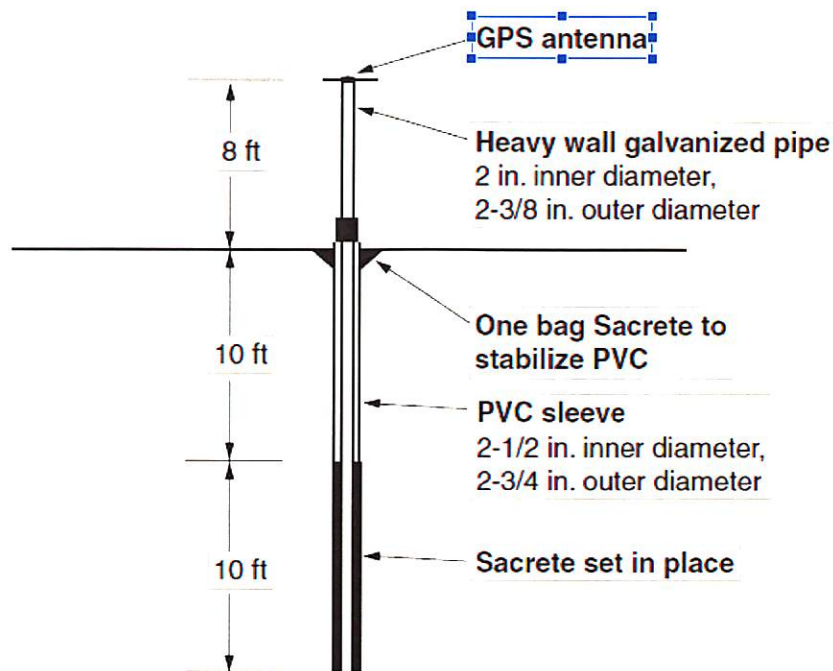 GPS antenna
8 ft
Heavy wall galvanized pipe
2 in. inner diameter,
2-3/8 in. outer diameter
One bag Sacrete to
stabilize PVC
10 ft
PVC sleeve
2-1/2 in. inner diameter,
2-3/4 in. outer diameter
10 ft
Sacrete set in place